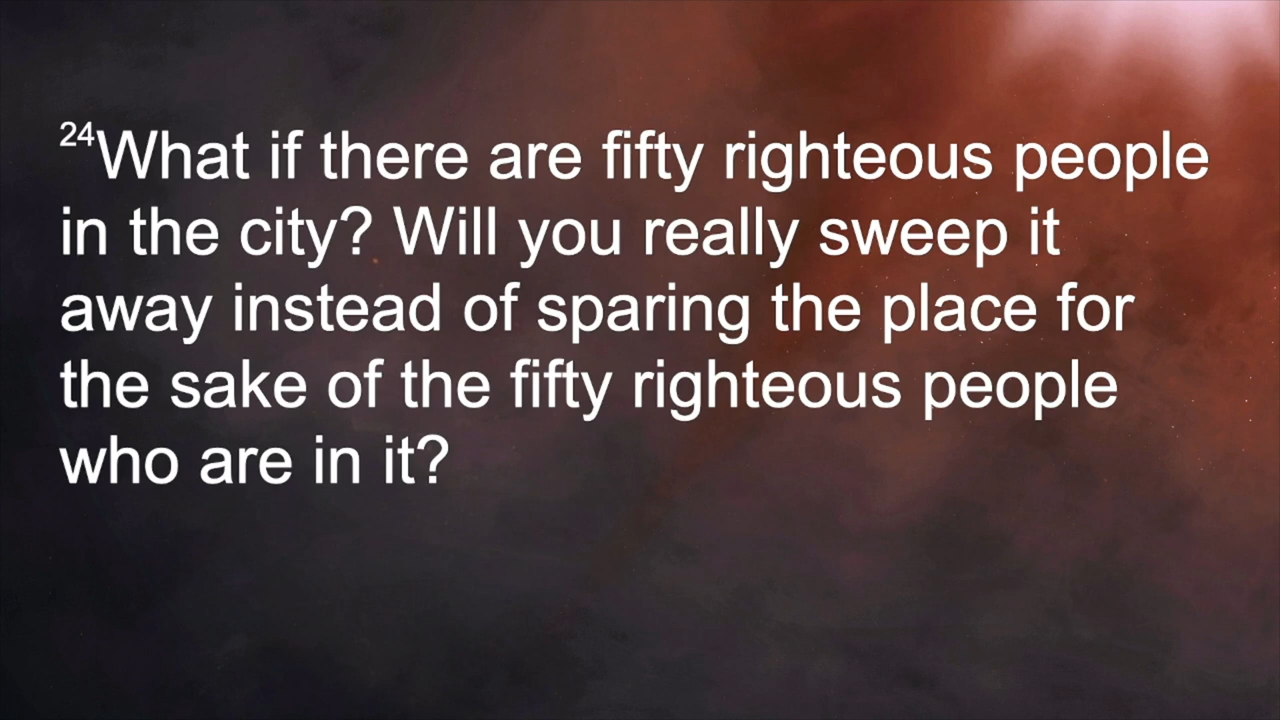 24What if there are fifty righteous people
in the city? Will you really sweep it
away instead of sparing the place for
the sake of the fifty righteous people
who are in it?